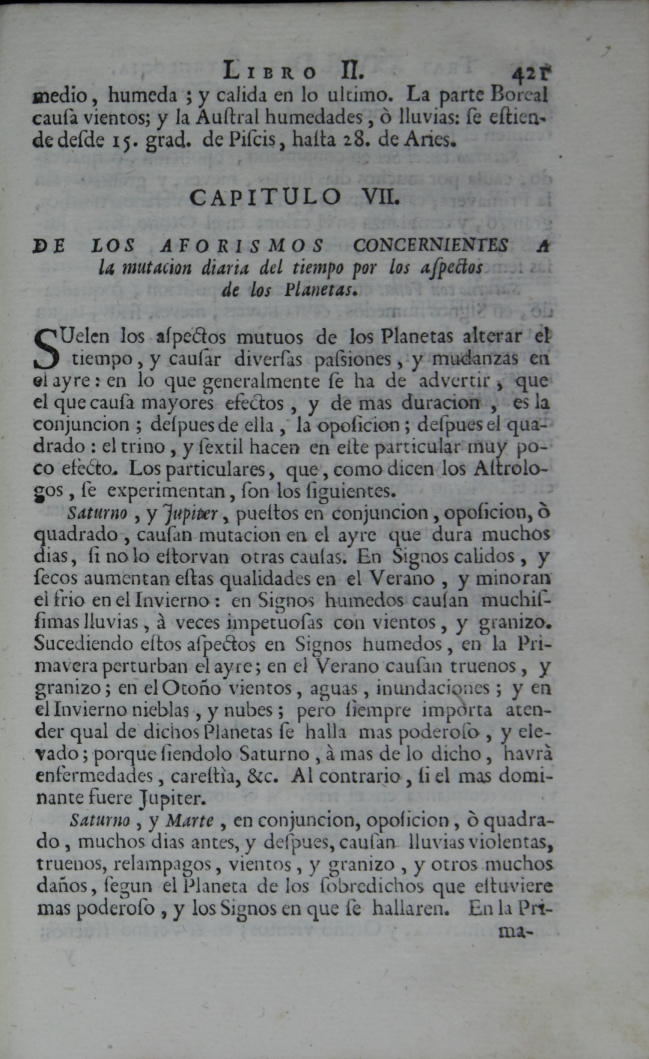 LIBRO II. 421
medio, humeda; y calida en lo ultimo. La parte Boreal
cauſa vientos; y la Auſtral humedades, ò lluvias: ſe eſtien-
de deſde 15. grad. de Piſcis, haſta 28. de Aries.
CAPITULO VII.
DE LOS AFORISMOS CONCERNIENTES A
la mutacion diaria del tiempo por los aſpectos
de los Planetas.
SUelen los aſpectos mutuos de los Planetas alterar el
tiempo, y cauſar diverſas paſsiones, y mudanzas en
el ayre: en lo que generalmente ſe ha de advertir, que
el que cauſa mayores efectos, y de mas duracion, es la
conjuncion; deſpues de ella, la opoſicion; deſpues el qua-
drado: el trino, y ſextil hacen en eſte particular muy po-
co efecto. Los particulares, que, como dicen los Aſtrolo-
gos, ſe experimentan, ſon los ſiguientes.
Saturno, y Jupiter, pueſtos en conjuncion, opoſicion, ò
quadrado, cauſan mutacion en el ayre que dura muchos
dias, ſi no lo eſtorvan otras cauſas. En Signos calidos, y
ſecos aumentan eſtas qualidades en el Verano, y minoran
el frio en el Invierno: en Signos humedos cauſan muchiſ-
ſimas lluvias, à veces impetuoſas con vientos, y granizo.
Sucediendo eſtos aſpectos en Signos humedos, en la Pri-
mavera perturban el ayre; en el Verano cauſan truenos, y
granizo; en el Otoño vientos, aguas, inundaciones; y en
el Invierno nieblas, y nubes; pero ſiempre importa aten-
der qual de dichos Planetas ſe halla mas poderoſo, y ele-
vado; porque ſiendolo Saturno, à mas de lo dicho, havrà
enfermedades, careſtìa, &c. Al contrario, ſi el mas domi-
nante fuere Jupiter.
Saturno, y Marte, en conjuncion, opoſicion, ò quadra-
do, muchos dias antes, y deſpues, cauſan lluvias violentas,
truenos, relampagos, vientos, y granizo, y otros muchos
daños, ſegun el Planeta de los ſobredichos que eſtuviere
mas poderoſo, y los Signos en que ſe hallaren. En la Pri-
ma-